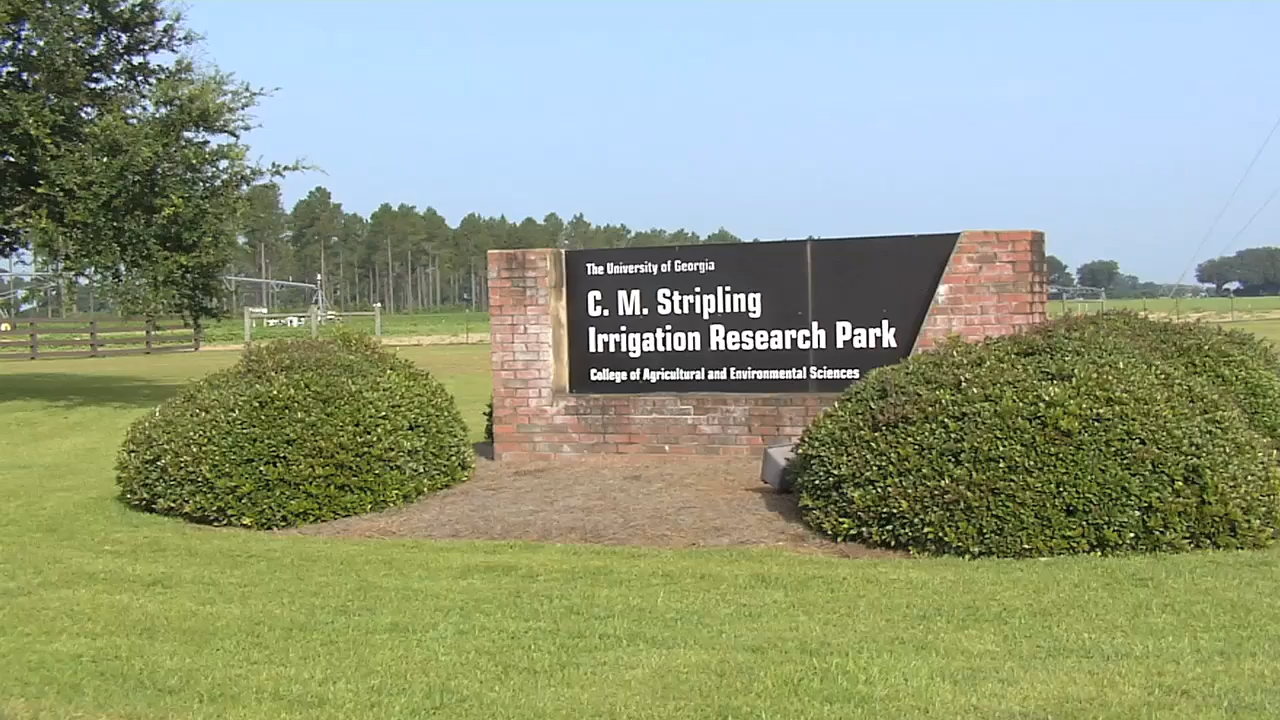 The University of Georgia
C. M. Stripling
Irrigation Research Park
College of Agricultural and Environmental Sciences